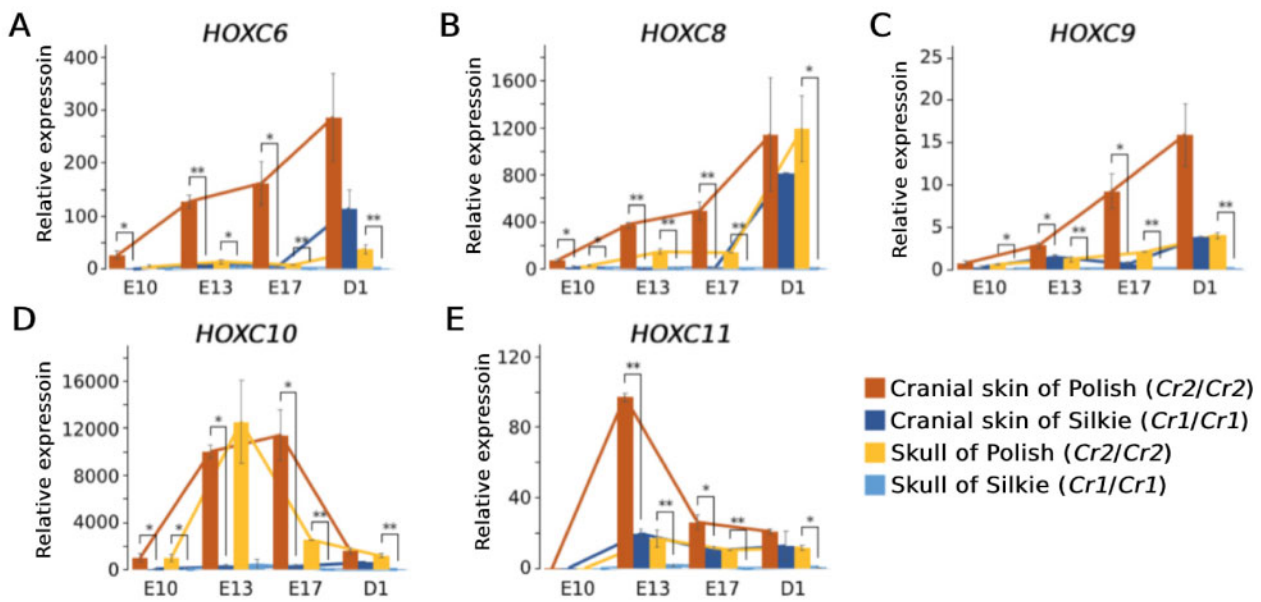 A
HOXC6
Relative expressoin
400
300
200
100
0
* ** * * ** **
E10 E13 E17 D1
B
HOXC8
Relative expressoin
1600
1200
800
400
0
* * ** ** ** ** *
E10 E13 E17 D1
C
HOXC9
Relative expressoin
25
20
15
10
5
0
* * ** * ** **
E10 E13 E17 D1
D
HOXC10
Relative expressoin
16000
12000
8000
4000
0
* * * * ** **
E10 E13 E17 D1
E
HOXC11
Relative expressoin
120
80
40
0
** ** * ** *
E10 E13 E17 D1
Cranial skin of Polish (Cr2/Cr2)
Cranial skin of Silkie (Cr1/Cr1)
Skull of Polish (Cr2/Cr2)
Skull of Silkie (Cr1/Cr1)